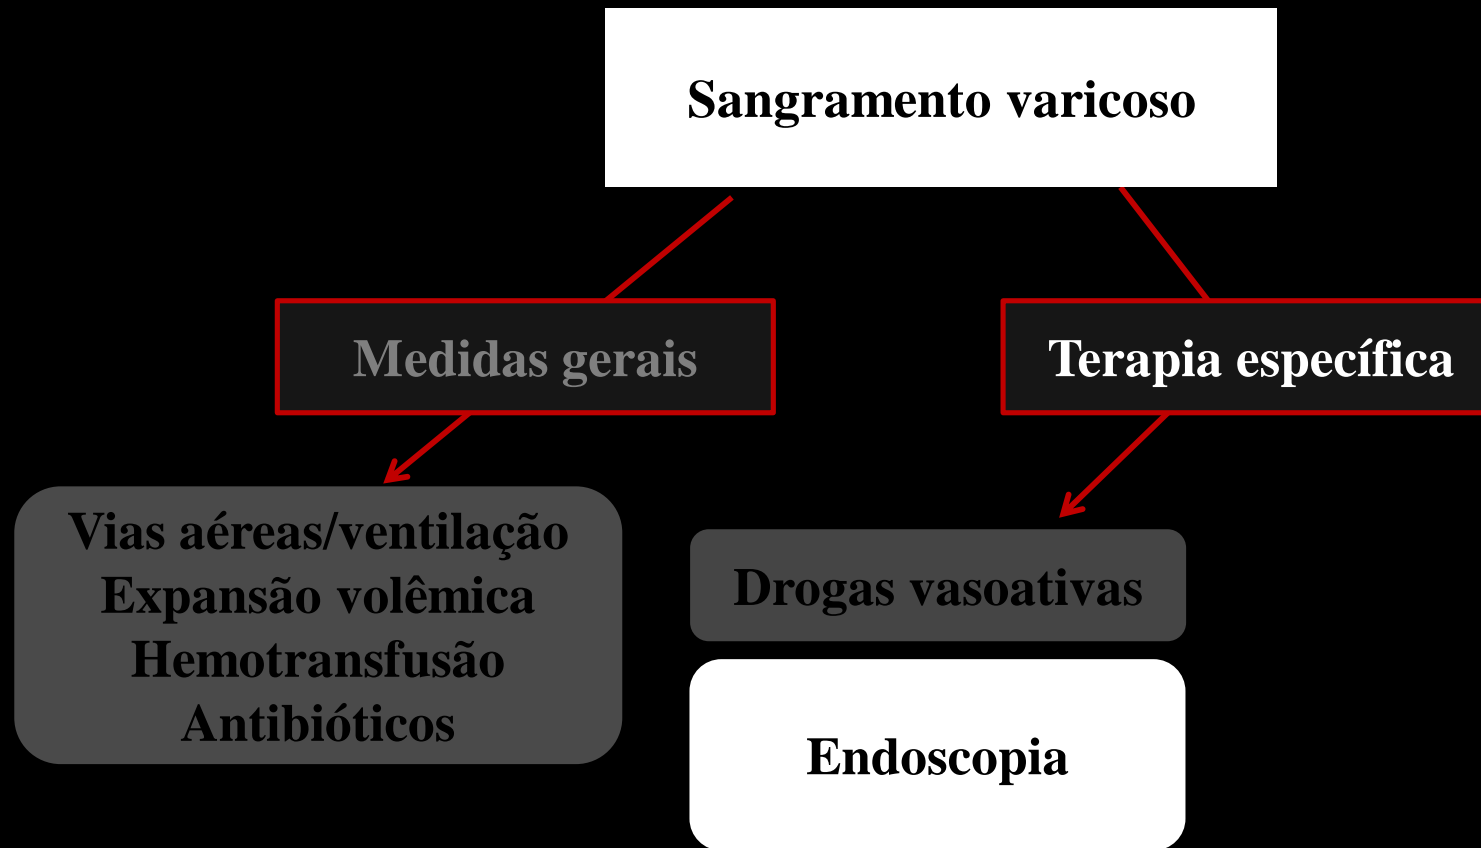 Sangramento varicoso
Medidas gerais
Terapia específica
Vias aéreas/ventilação
Expansão volêmica
Hemotransfusão
Antibióticos
Drogas vasoativas
Endoscopia